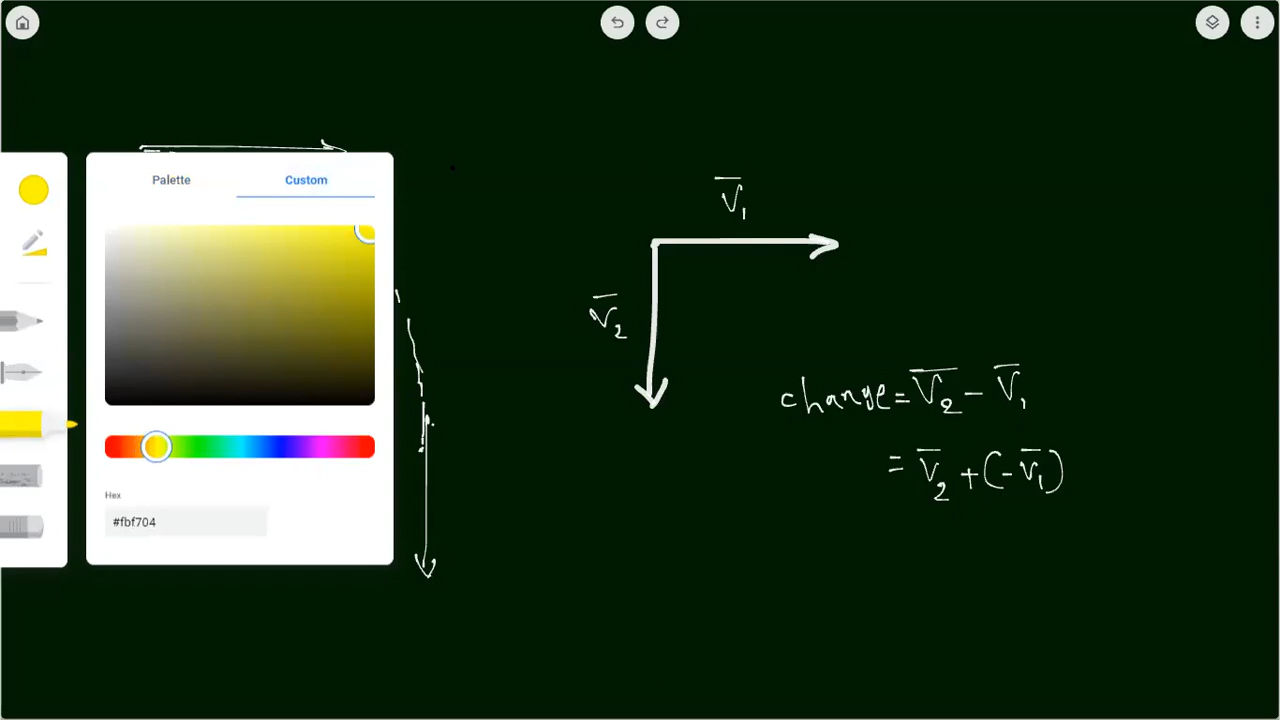 Palette Custom
V̅₁
V̅₂
change = V̅₂ - V̅₁
= V̅₂ + (- V̅₁)
Hex
#fbf704